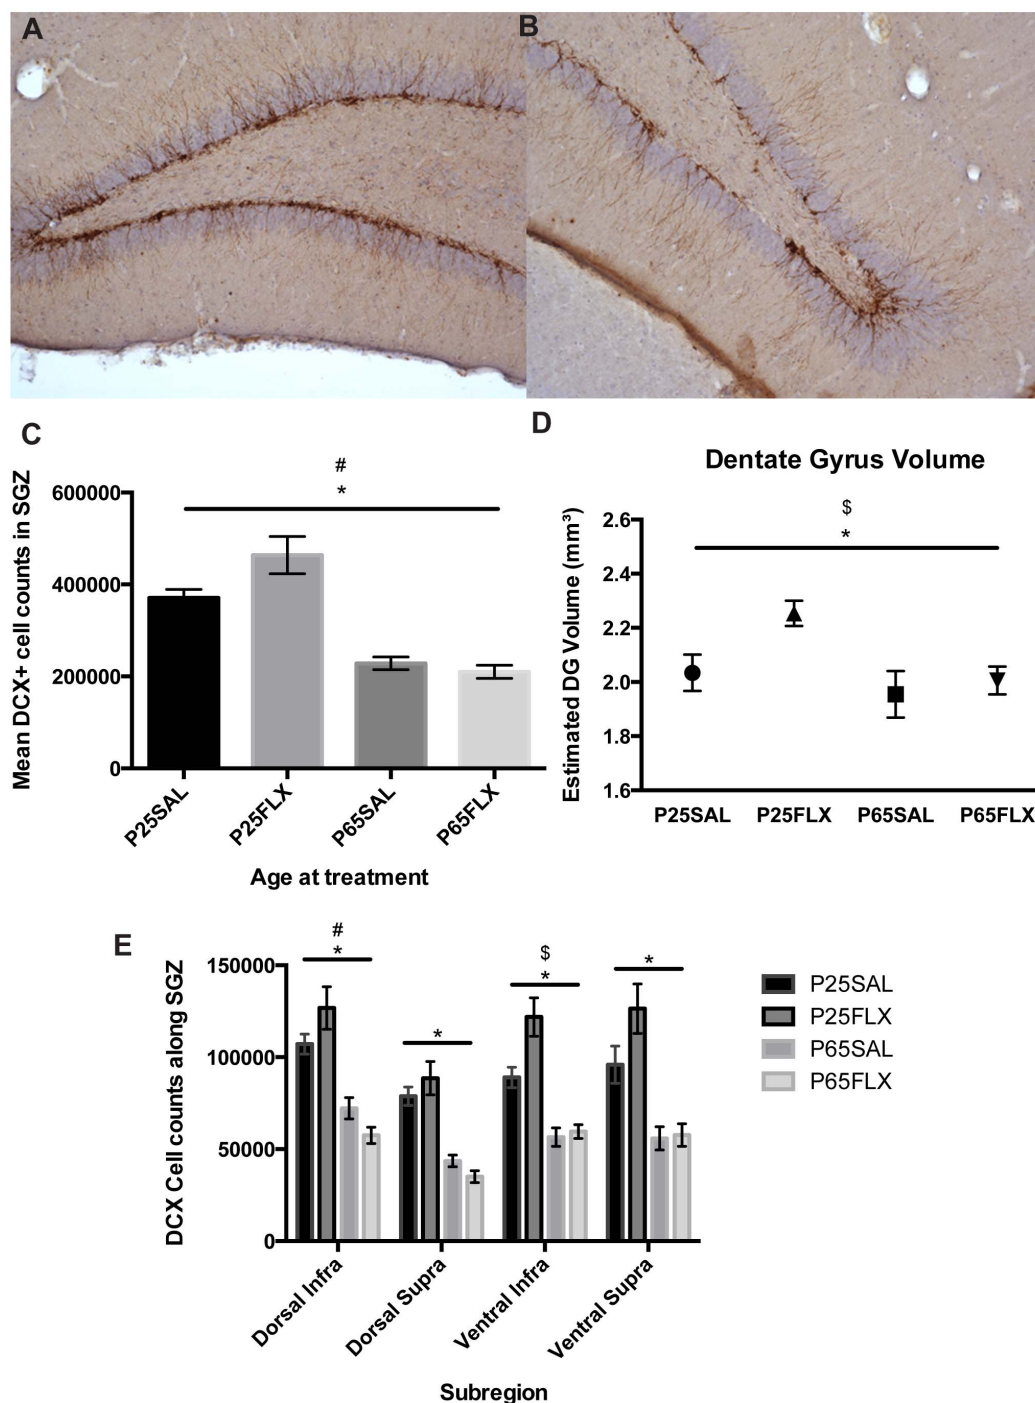 A
B
C
#
*
600000
400000
200000
0
Mean DCX+ cell counts in SGZ
P25SAL
P25FLX
P65SAL
P65FLX
Age at treatment
D
Dentate Gyrus Volume
$
*
2.6
2.4
2.2
2.0
1.8
1.6
Estimated DG Volume (mm³)
P25SAL
P25FLX
P65SAL
P65FLX
E
#
*
*
$
*
*
150000
100000
50000
0
DCX Cell counts along SGZ
Dorsal Infra
Dorsal Supra
Ventral Infra
Ventral Supra
Subregion
P25SAL
P25FLX
P65SAL
P65FLX